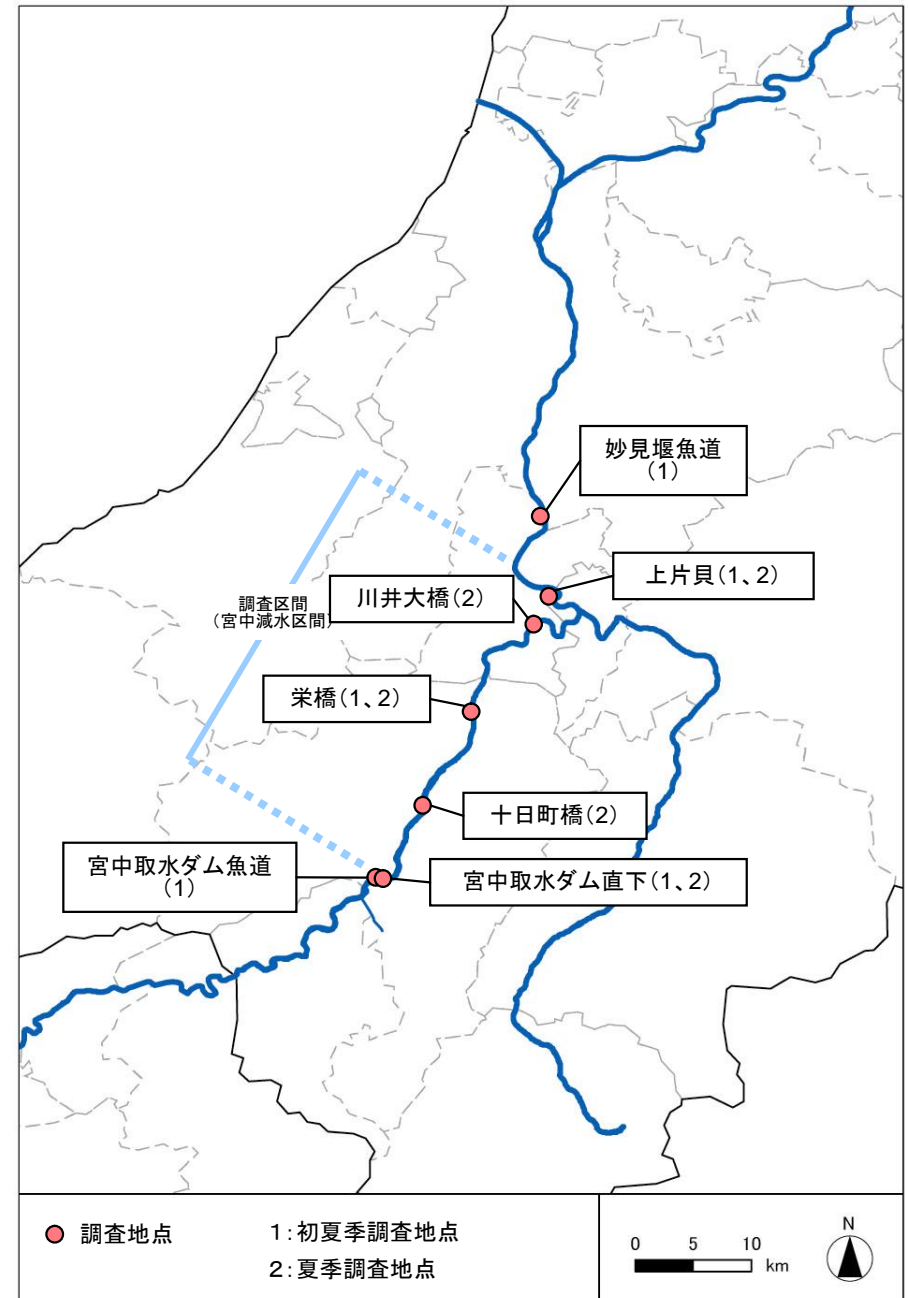 妙見堰魚道
(1)
上片貝(1、2)
川井大橋(2)
調査区間
(宮中減水区間)
栄橋(1、2)
十日町橋(2)
宮中取水ダム魚道
(1)
宮中取水ダム直下(1、2)
調査地点
1:初夏季調査地点
2:夏季調査地点
0 5 10
km
N